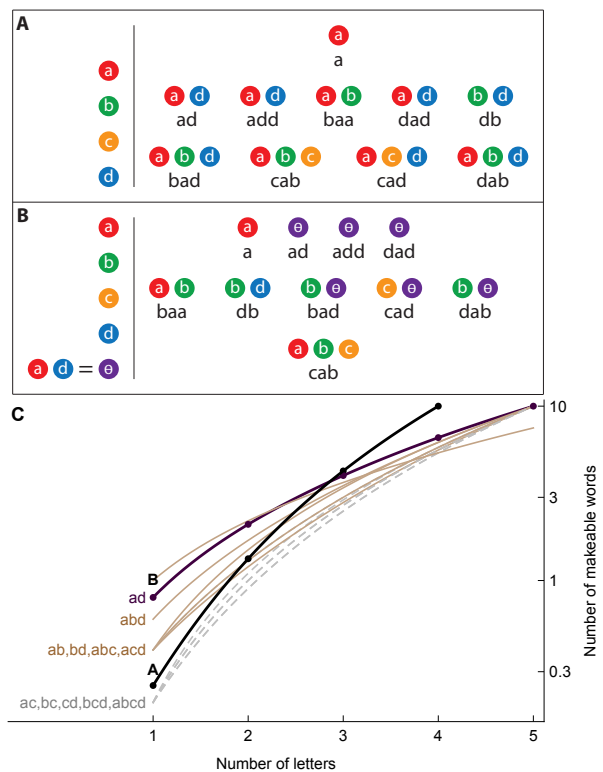 A
a
b
c
d
a
a
a d
a d
a b
a d
b d
ad
add
baa
dad
db
a b d
a b c
a c d
a b d
bad
cab
cad
dab
B
a
b
c
d
a d = ɵ
a
ɵ
ɵ
ɵ
a
ad
add
dad
a b
b d
b ɵ
c ɵ
b ɵ
baa
db
bad
cad
dab
a b c
cab
C
10
3
1
0.3
Number of makeable words
B
ad
abd
ab,bd,abc,acd
A
ac,bc,cd,bcd,abcd
1
2
3
4
5
Number of letters